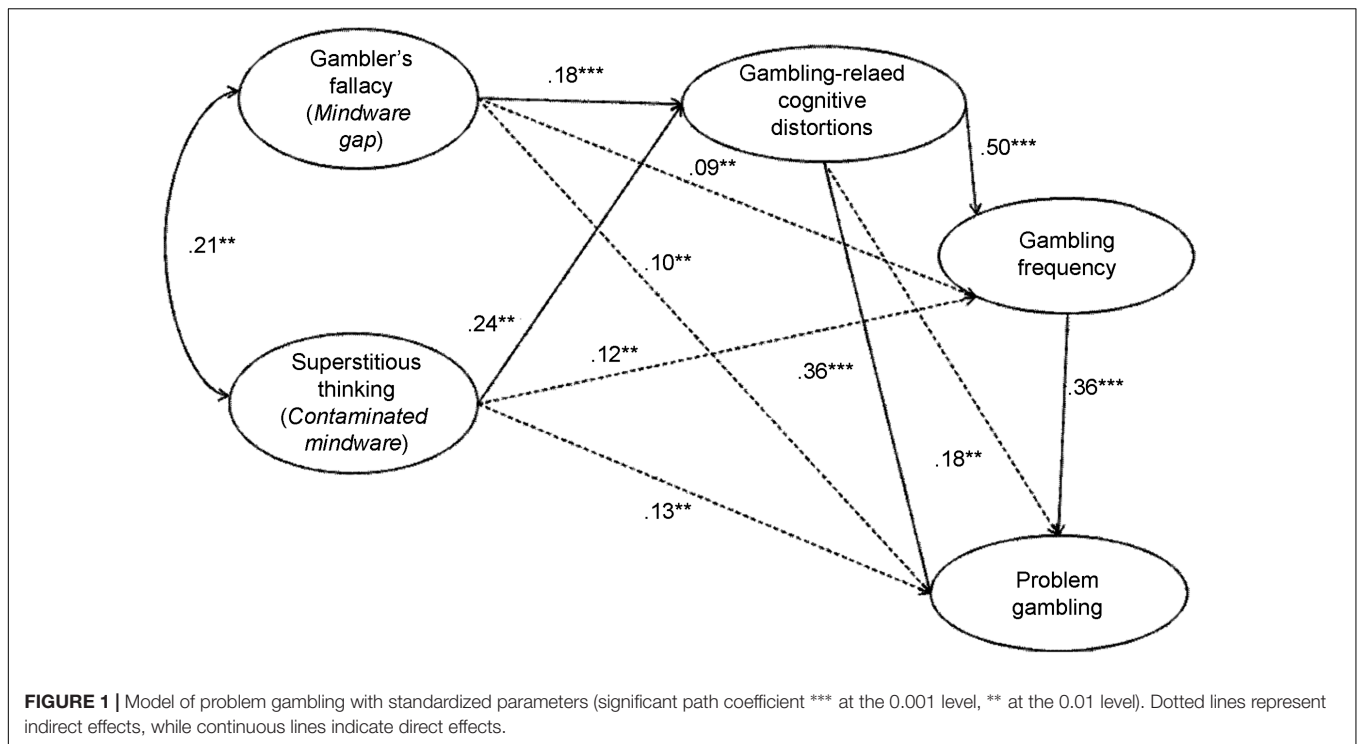 Gambler's
fallacy
(Mindware
gap)
.18***
Gambling-relaed
cognitive
distortions
.50***
.09**
.21**
Gambling
frequency
.10**
.24**
Superstitious
thinking
(Contaminated
mindware)
.12**
.36***
.36***
.18**
.13**
Problem
gambling
FIGURE 1 | Model of problem gambling with standardized parameters (significant path coefficient *** at the 0.001 level, ** at the 0.01 level). Dotted lines represent
indirect effects, while continuous lines indicate direct effects.